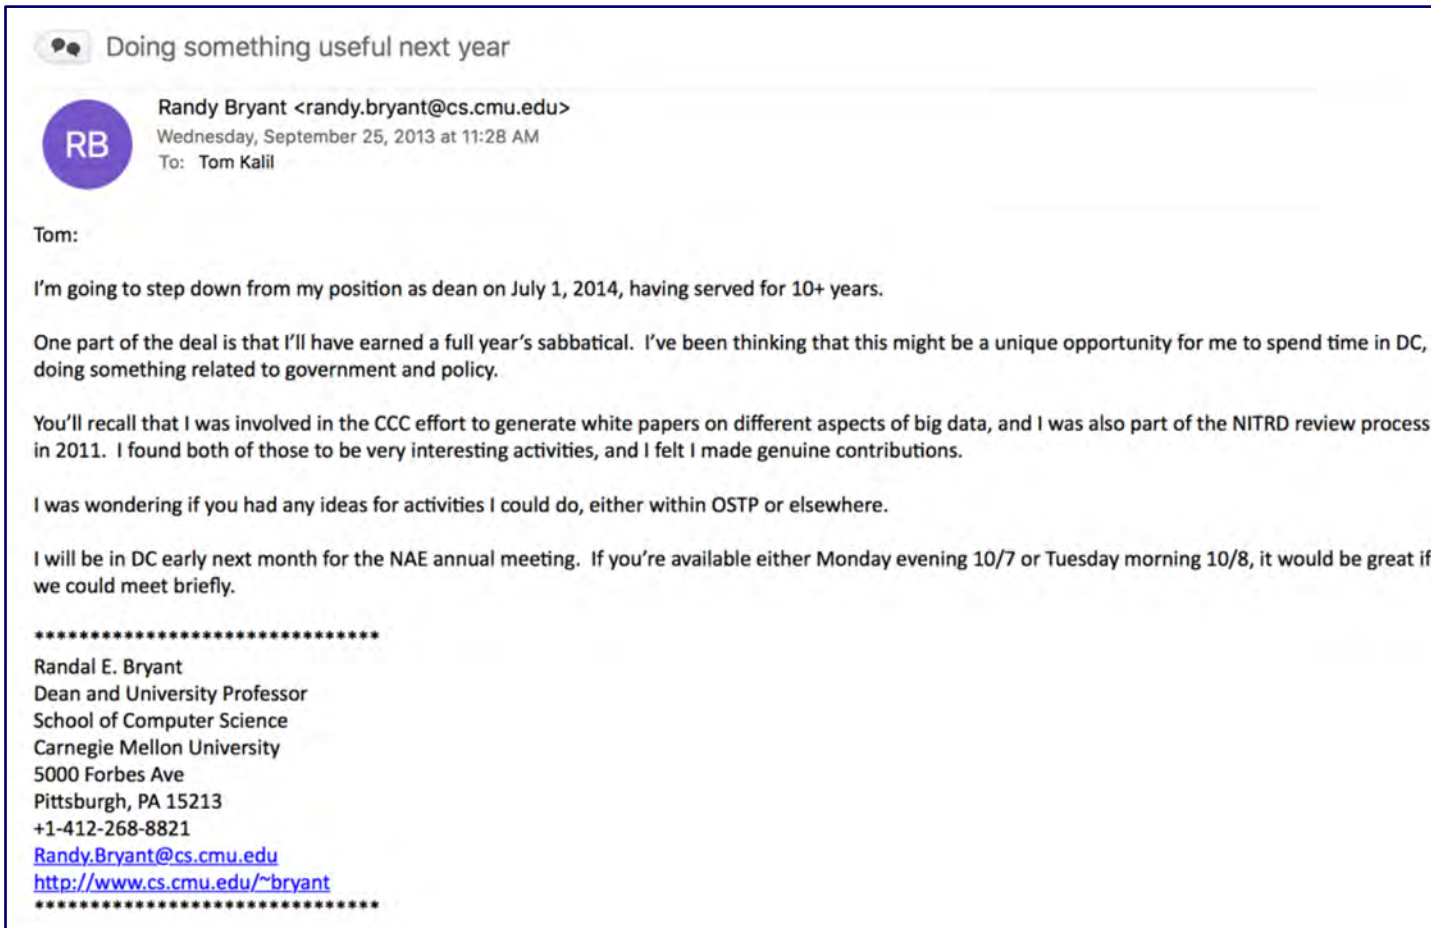 Doing something useful next year
RB
Randy Bryant <randy.bryant@cs.cmu.edu>
Wednesday, September 25, 2013 at 11:28 AM
To: Tom Kalil
Tom:
I'm going to step down from my position as dean on July 1, 2014, having served for 10+ years.
One part of the deal is that I'll have earned a full year's sabbatical.  I've been thinking that this might be a unique opportunity for me to spend time in DC,
doing something related to government and policy.
You'll recall that I was involved in the CCC effort to generate white papers on different aspects of big data, and I was also part of the NITRD review process
in 2011.  I found both of those to be very interesting activities, and I felt I made genuine contributions.
I was wondering if you had any ideas for activities I could do, either within OSTP or elsewhere.
I will be in DC early next month for the NAE annual meeting.  If you're available either Monday evening 10/7 or Tuesday morning 10/8, it would be great if
we could meet briefly.
*******************************
Randal E. Bryant
Dean and University Professor
School of Computer Science
Carnegie Mellon University
5000 Forbes Ave
Pittsburgh, PA 15213
+1-412-268-8821
Randy.Bryant@cs.cmu.edu
http://www.cs.cmu.edu/~bryant
*******************************